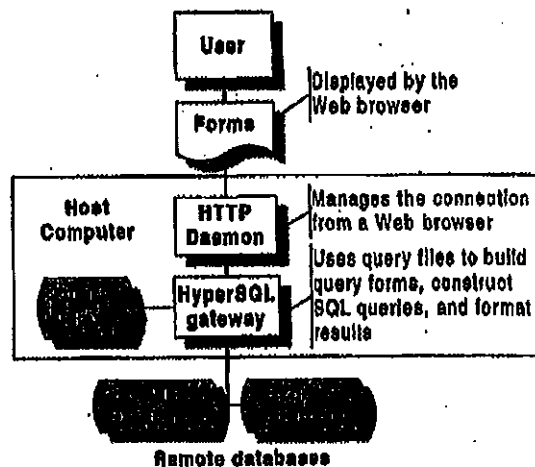 User
Displayed by the
Web browser
Forms
Host
Computer
HTTP
Daemon
Manages the connection
from a Web browser
HyperSQL
gateway
Uses query files to build
query forms, construct
SQL queries, and format
results
Remote databases